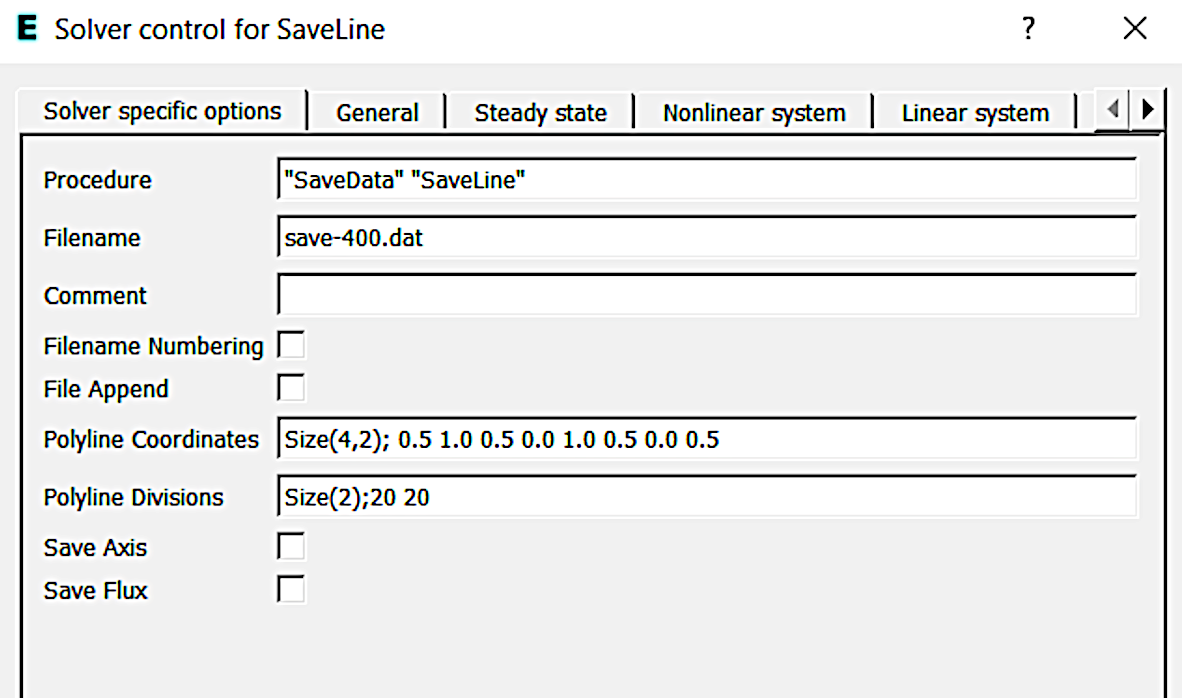 E Solver control for SaveLine ?
Solver specific options General Steady state Nonlinear system Linear system
Procedure "SaveData" "SaveLine"
Filename save-400.dat
Comment
Filename Numbering
File Append
Polyline Coordinates Size(4,2); 0.5 1.0 0.5 0.0 1.0 0.5 0.0 0.5
Polyline Divisions Size(2);20 20
Save Axis
Save Flux